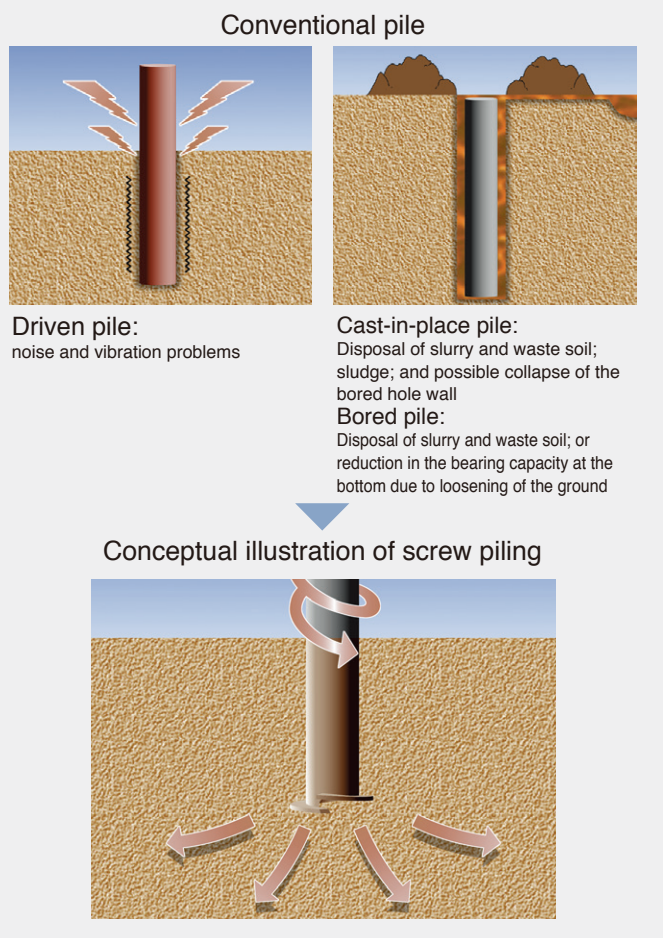 Conventional pile
Driven pile:
noise and vibration problems
Cast-in-place pile:
Disposal of slurry and waste soil;
sludge; and possible collapse of the
bored hole wall
Bored pile:
Disposal of slurry and waste soil; or
reduction in the bearing capacity at the
bottom due to loosening of the ground
Conceptual illustration of screw piling